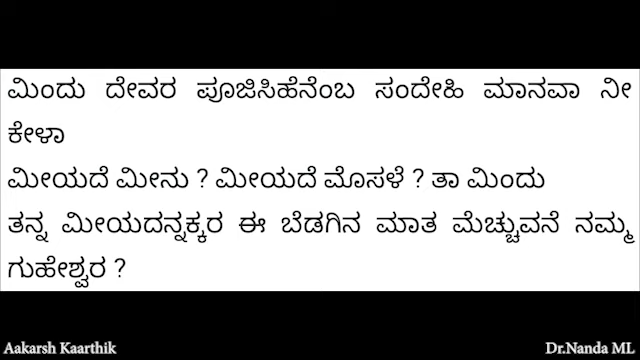 ಮಿಂದು ದೇವರ ಪೂಜಿಸಿಹೆನೆಂಬ ಸಂದೇಹಿ ಮಾನವಾ ನೀ
ಕೇಳಾ
ಮೀಯದೆ ಮೀನು ? ಮೀಯದೆ ಮೊಸಳೆ ? ತಾ ಮಿಂದು
ತನ್ನ ಮೀಯದನ್ನಕ್ಕರ ಈ ಬೆಡಗಿನ ಮಾತ ಮೆಚ್ಚುವನೆ ನಮ್ಮ
ಗುಹೇಶ್ವರ ?
Aakarsh Kaarthik
Dr.Nanda ML